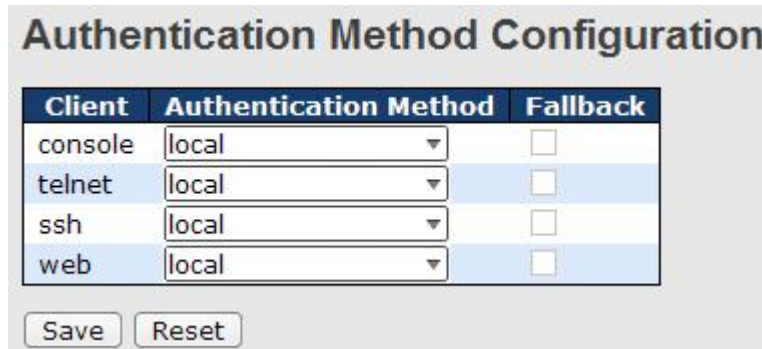 Authentication Method Configuration
Client Authentication Method Fallback
console local
telnet local
ssh local
web local
Save Reset